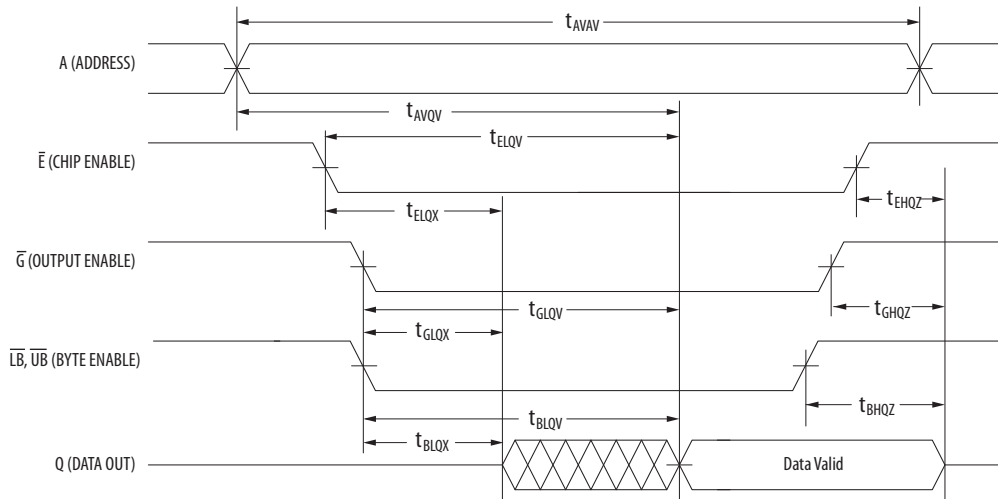 tAVAV
A (ADDRESS)
tAVQV
tELQV
E̅ (CHIP ENABLE)
tELQX
tEHQZ
G̅ (OUTPUT ENABLE)
tGLQV
tGHQZ
tGLQX
L̅B̅, U̅B̅ (BYTE ENABLE)
tBLQV
tBHQZ
tBLQX
Q (DATA OUT)
Data Valid